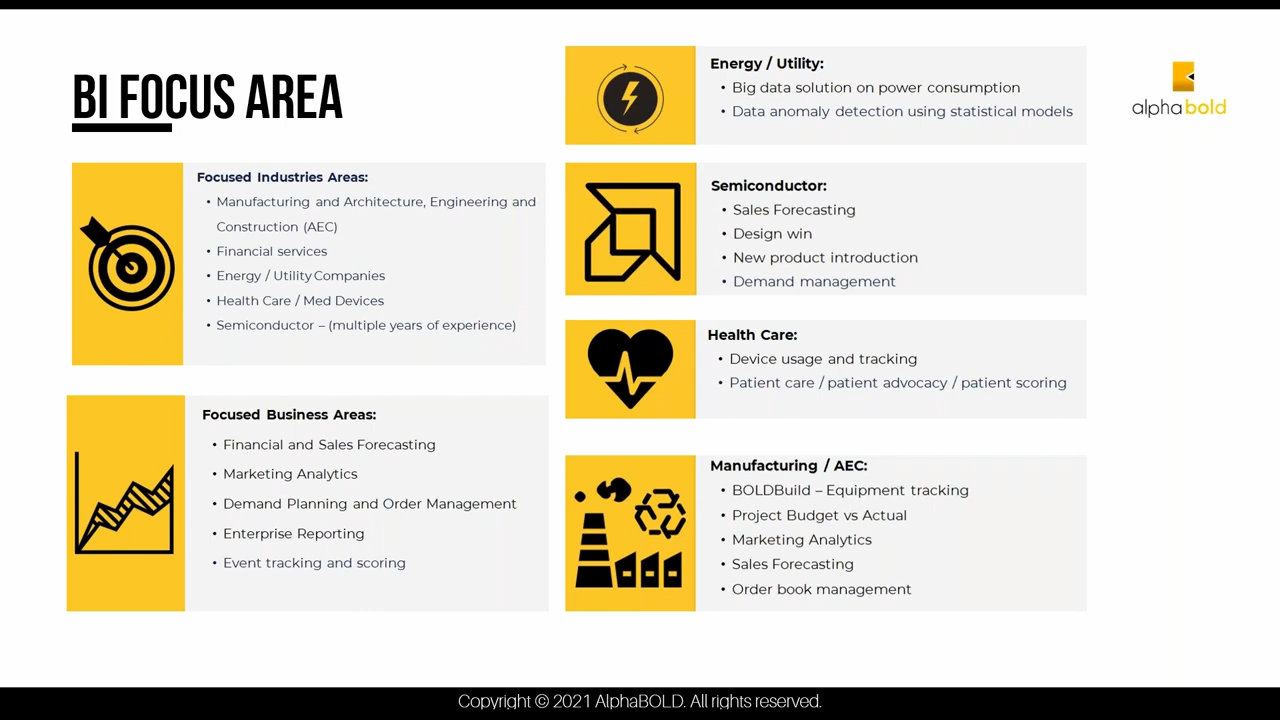 BI FOCUS AREA
Focused Industries Areas:
• Manufacturing and Architecture, Engineering and
Construction (AEC)
• Financial services
• Energy / Utility Companies
• Health Care / Med Devices
• Semiconductor – (multiple years of experience)
Focused Business Areas:
• Financial and Sales Forecasting
• Marketing Analytics
• Demand Planning and Order Management
• Enterprise Reporting
• Event tracking and scoring
Energy / Utility:
• Big data solution on power consumption
• Data anomaly detection using statistical models
Semiconductor:
• Sales Forecasting
• Design win
• New product introduction
• Demand management
Health Care:
• Device usage and tracking
• Patient care / patient advocacy / patient scoring
Manufacturing / AEC:
• BOLDBuild – Equipment tracking
• Project Budget vs Actual
• Marketing Analytics
• Sales Forecasting
• Order book management
alphabold
Copyright © 2021 AlphaBOLD. All rights reserved.